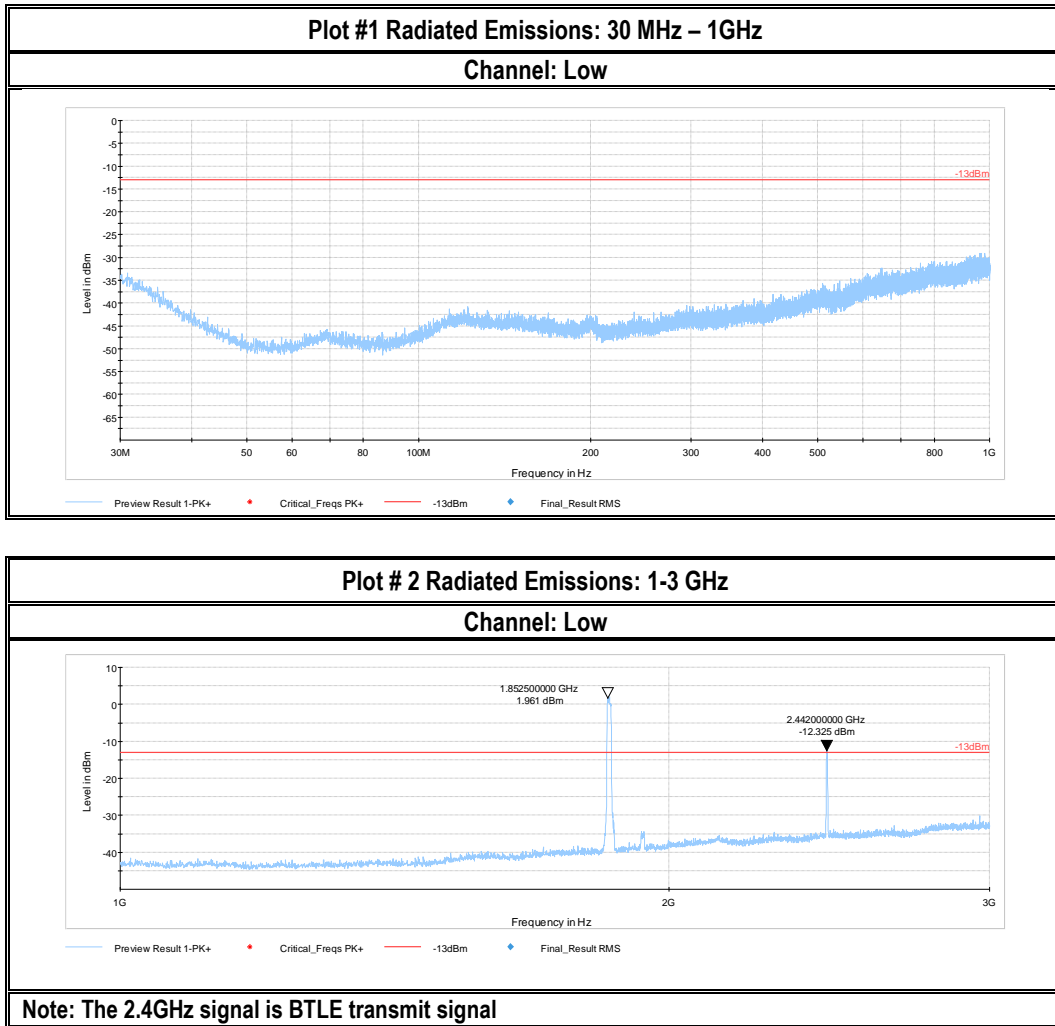 Plot #1 Radiated Emissions: 30 MHz – 1GHz
Channel: Low
0
-5
-10
-15
-20
-25
-30
-35
-40
-45
-50
-55
-60
-65
Level in dBm
-13dBm
30M 50 60 80 100M 200 300 400 500 800 1G
Frequency in Hz
Preview Result 1-PK+ Critical_Freqs PK+ -13dBm Final_Result RMS
Plot # 2 Radiated Emissions: 1-3 GHz
Channel: Low
10
0
-10
-20
-30
-40
Level in dBm
1.852500000 GHz
1.961 dBm
2.442000000 GHz
-12.325 dBm
-13dBm
1G 2G 3G
Frequency in Hz
Preview Result 1-PK+ Critical_Freqs PK+ -13dBm Final_Result RMS
Note: The 2.4GHz signal is BTLE transmit signal